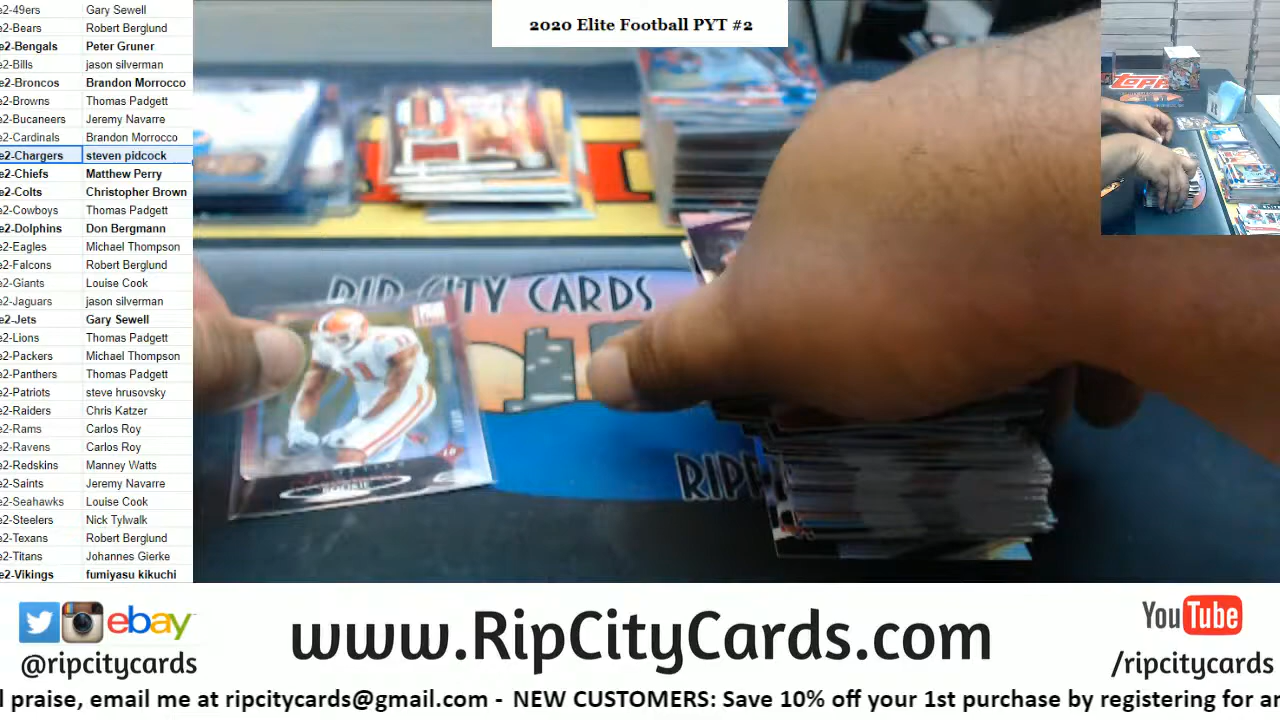 2020 Elite Football PYT #2
e2-49ers Gary Sewell
e2-Bears Robert Berglund
e2-Bengals Peter Gruner
e2-Bills jason silverman
e2-Broncos Brandon Morrocco
e2-Browns Thomas Padgett
e2-Bucaneers Jeremy Navarre
e2-Cardinals Brandon Morrocco
e2-Chargers steven pidcock
e2-Chiefs Matthew Perry
e2-Colts Christopher Brown
e2-Cowboys Thomas Padgett
e2-Dolphins Don Bergmann
e2-Eagles Michael Thompson
e2-Falcons Robert Berglund
e2-Giants Louise Cook
e2-Jaguars jason silverman
e2-Jets Gary Sewell
e2-Lions Thomas Padgett
e2-Packers Michael Thompson
e2-Panthers Thomas Padgett
e2-Patriots steve hrusovsky
e2-Raiders Chris Katzer
e2-Rams Carlos Roy
e2-Ravens Carlos Roy
e2-Redskins Manney Watts
e2-Saints Jeremy Navarre
e2-Seahawks Louise Cook
e2-Steelers Nick Tylwalk
e2-Texans Robert Berglund
e2-Titans Johannes Gierke
e2-Vikings fumiyasu kikuchi
RIP CITY CARDS
RIPP
Topps
11
ebay
@ripcitycards
www.RipCityCards.com
YouTube
/ripcitycards
l praise, email me at ripcitycards@gmail.com - NEW CUSTOMERS: Save 10% off your 1st purchase by registering for an